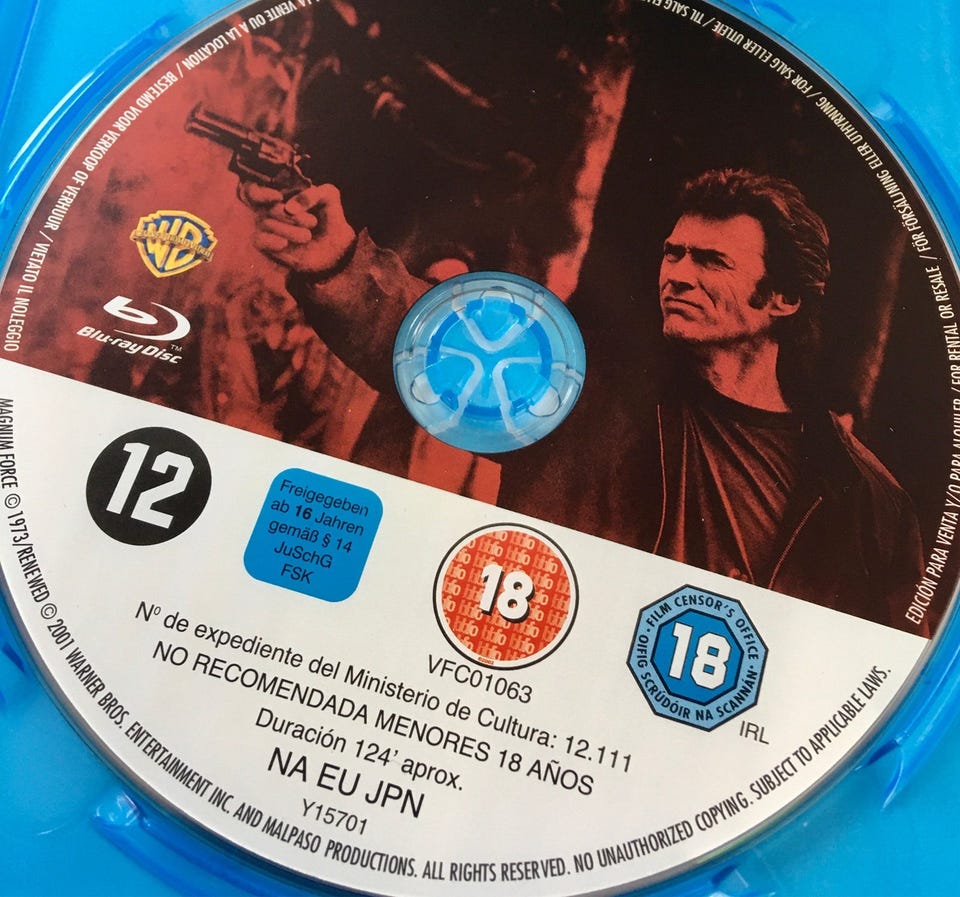 / VIETATO IL NOLEGGIO
BESTEMD VOOR VERKOOP OF VERHUUR
LA VENTE OU A LA LOCATION /
/ TIL SALG ELLER UTLEIE
/ FOR SALG ELLER UDLEJE
/ FÖR FÖRSÄLJNING ELLER UTHYRNING
/ FOR RENTAL OR RESALE
EDICIÓN PARA VENTA Y/O PARA ALQUILER
WB
Blu-ray Disc™
12
Freigegeben
ab 16 Jahren
gemäß § 14
JuSchG
FSK
bbfc
18
VFC01063
FILM CENSOR'S OFFICE
18
OIFIG SCRÚDÓIR NA SCANNÁN
IRL
Nº de expediente del Ministerio de Cultura: 12.111
NO RECOMENDADA MENORES 18 AÑOS
Duración 124' aprox.
NA EU JPN
Y15701
MAGNUM FORCE © 1973/RENEWED © 2001 WARNER BROS. ENTERTAINMENT INC. AND MALPASO PRODUCTIONS. ALL RIGHTS RESERVED. NO UNAUTHORIZED COPYING. SUBJECT TO APPLICABLE LAWS.